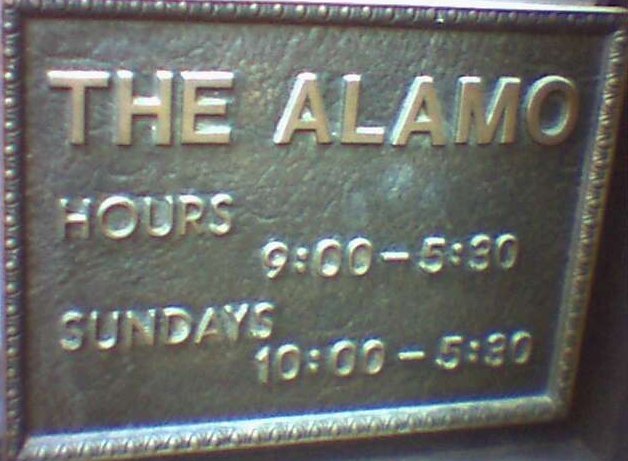 THE ALAMO
HOURS
9:00-5:30
SUNDAYS
10:00-5:30